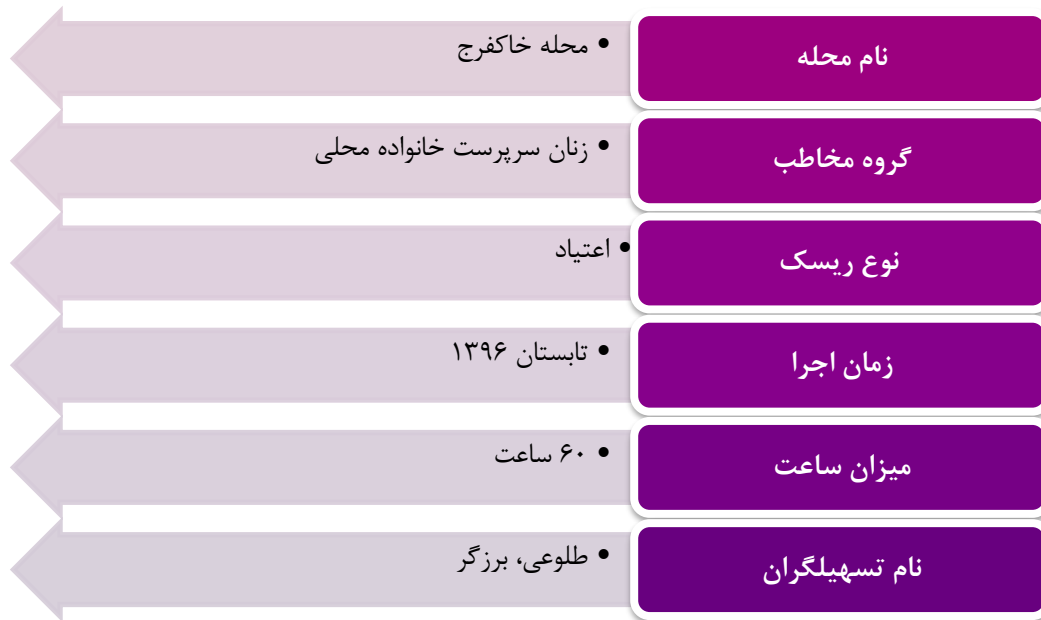 نام محله
• محله خاکفرج
گروه مخاطب
• زنان سرپرست خانواده محلی
نوع ریسک
• اعتیاد
زمان اجرا
• تابستان ۱۳۹۶
میزان ساعت
• ۶۰ ساعت
نام تسهیلگران
• طلوعی، برزگر